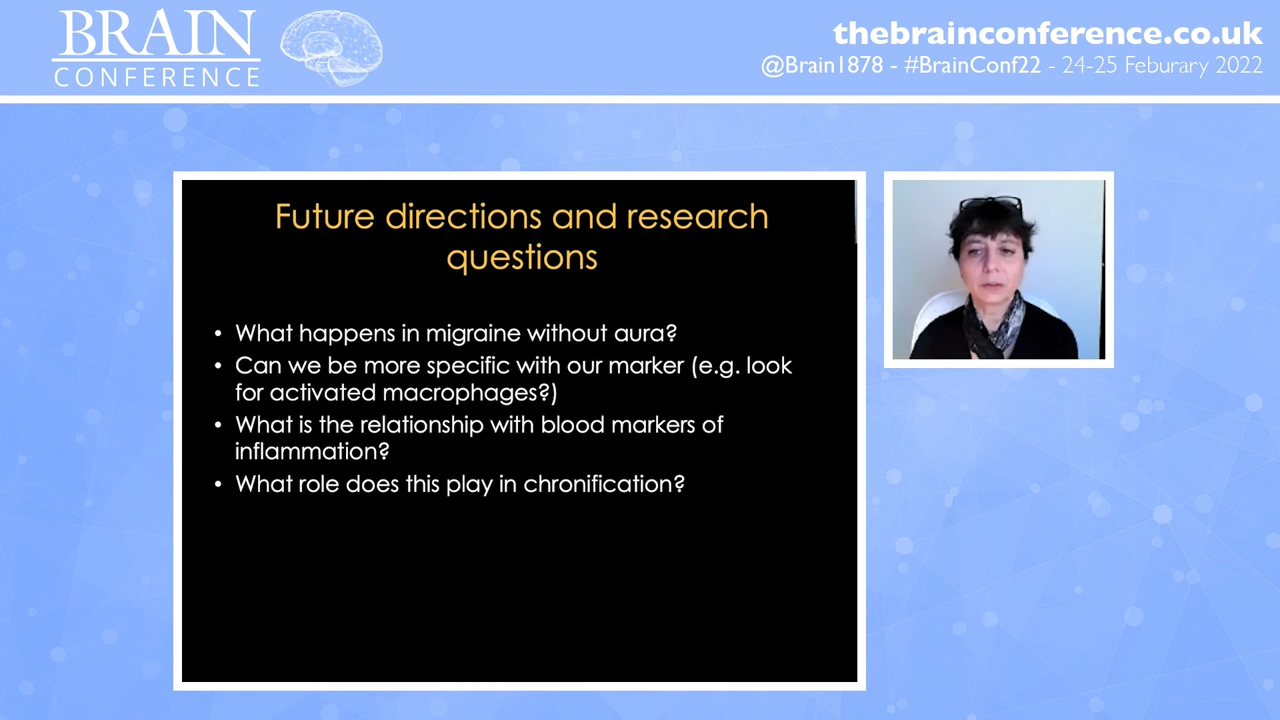 BRAIN
CONFERENCE
thebrainconference.co.uk
@Brain1878 - #BrainConf22 - 24-25 Feburary 2022
Future directions and research
questions
• What happens in migraine without aura?
• Can we be more specific with our marker (e.g. look
for activated macrophages?)
• What is the relationship with blood markers of
inflammation?
• What role does this play in chronification?